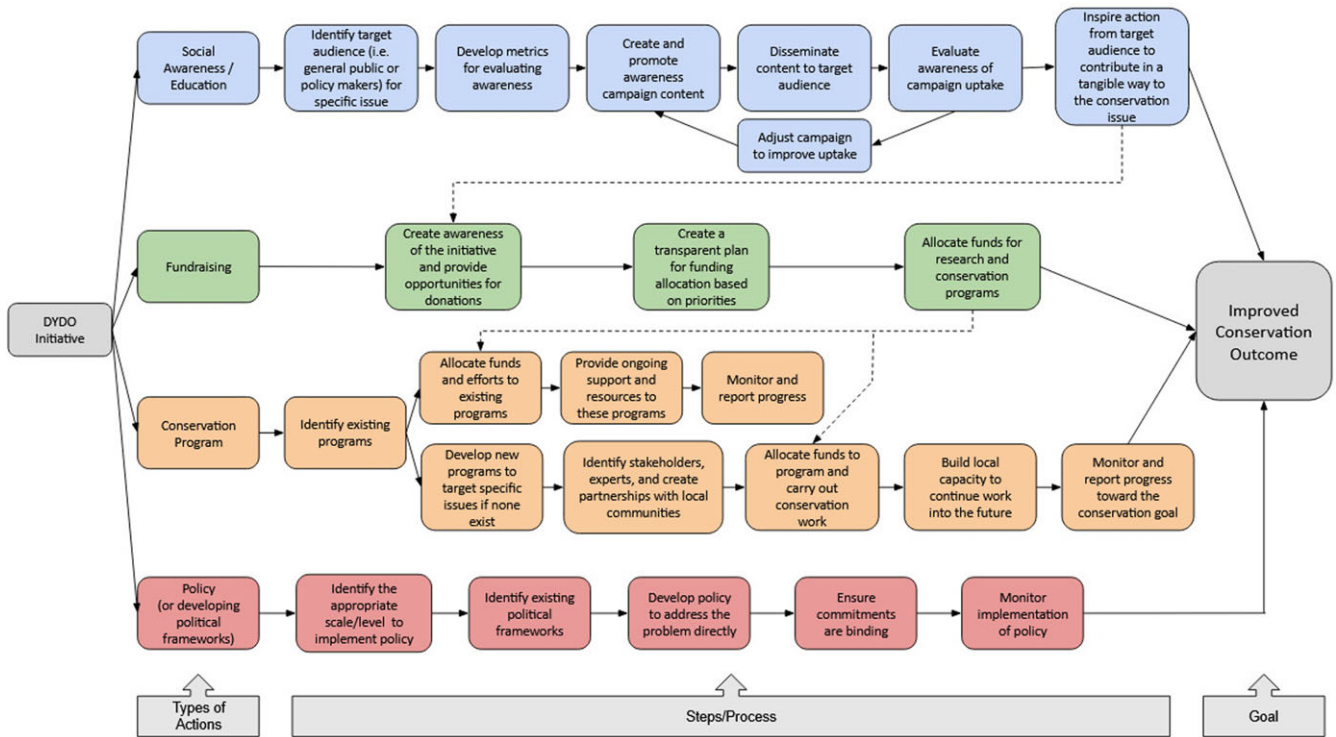 Social
Awareness /
Education
Identify target
audience (i.e.
general public or
policy makers) for
specific issue
Develop metrics
for evaluating
awareness
Create and
promote
awareness
campaign content
Disseminate
content to target
audience
Evaluate
awareness of
campaign uptake
Inspire action
from target
audience to
contribute in a
tangible way to
the conservation
issue
Adjust campaign
to improve uptake
Fundraising
Create awareness
of the initiative
and provide
opportunities for
donations
Create a
transparent plan
for funding
allocation based
on priorities
Allocate funds for
research and
conservation
programs
DYDO
Initiative
Improved
Conservation
Outcome
Conservation
Program
Identify existing
programs
Allocate funds
and efforts to
existing
programs
Provide ongoing
support and
resources to
these programs
Monitor and
report progress
Develop new
programs to
target specific
issues if none
exist
Identify stakeholders,
experts, and create
partnerships with local
communities
Allocate funds to
program and
carry out
conservation
work
Build local
capacity to
continue work
into the future
Monitor and
report progress
toward the
conservation goal
Policy
(or developing
political
frameworks)
Identify the
appropriate
scale/level to
implement policy
Identify existing
political
frameworks
Develop policy
to address the
problem directly
Ensure
commitments
are binding
Monitor
implementation
of policy
Types of
Actions
Steps/Process
Goal